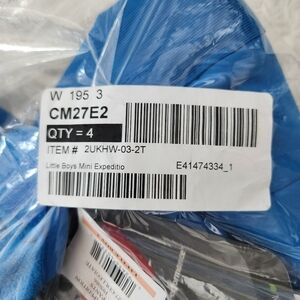 W 195 3
CM27E2
QTY = 4
ITEM # 2UKHW-03-2T
Little Boys Mini Expeditio
E41474334_1